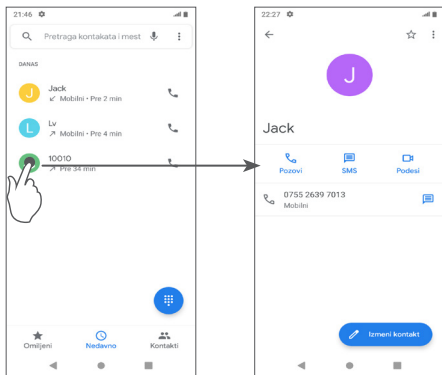 21:46
Pretraga kontakata i mest
DANAS
J
Jack
Mobilni • Pre 2 min
L
Lv
Mobilni • Pre 4 min
10010
Pre 34 min
Omiljeni
Nedavno
Kontakti
22:27
J
Jack
Pozovi
SMS
Podesi
0755 2639 7013
Mobilni
Izmeni kontakt